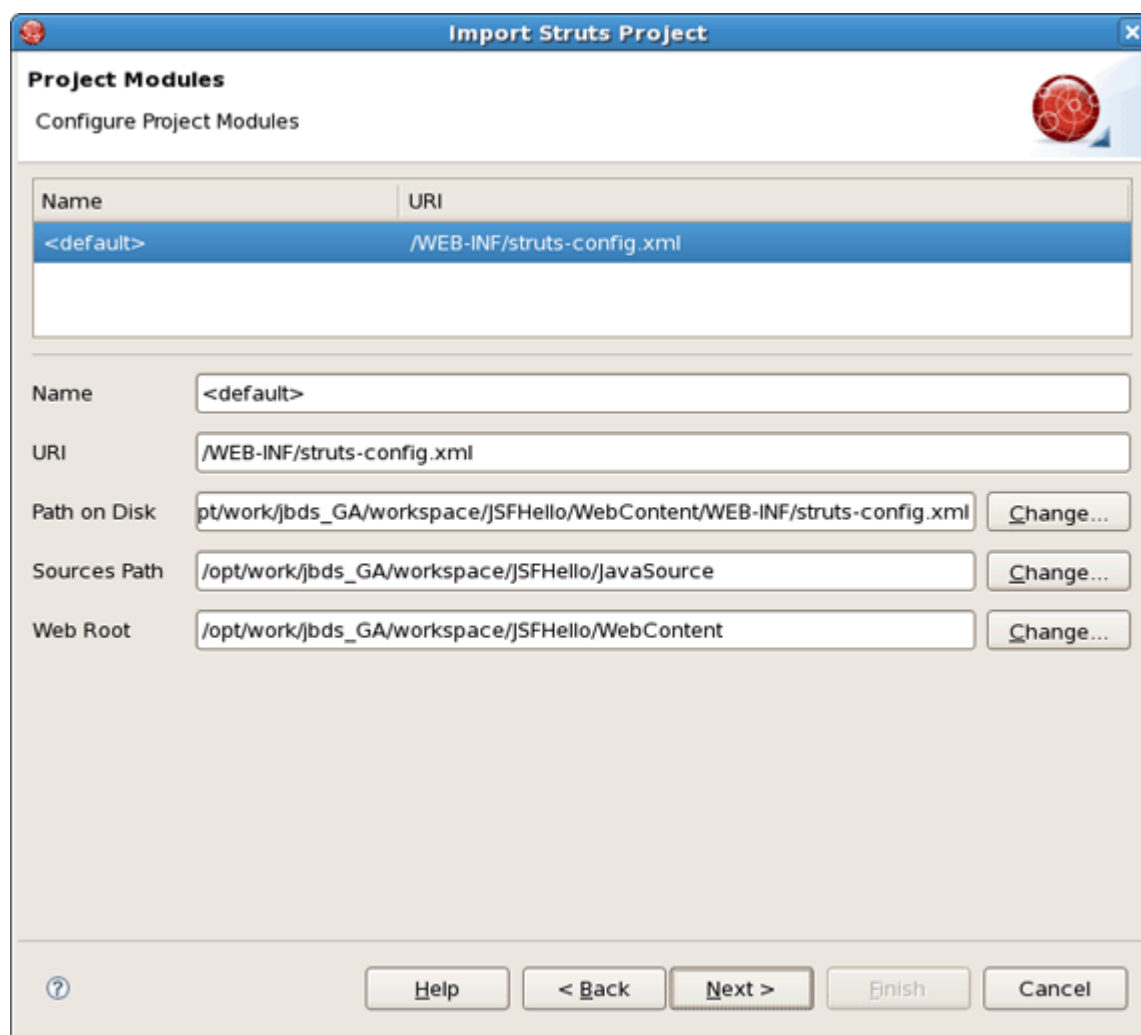 Import Struts Project
Project Modules
Configure Project Modules
Name URI
<default> /WEB-INF/struts-config.xml
Name <default>
URI /WEB-INF/struts-config.xml
Path on Disk pt/work/jbds_GA/workspace/JSFHello/WebContent/WEB-INF/struts-config.xml Change...
Sources Path /opt/work/jbds_GA/workspace/JSFHello/JavaSource Change...
Web Root /opt/work/jbds_GA/workspace/JSFHello/WebContent Change...
Help < Back Next > Finish Cancel